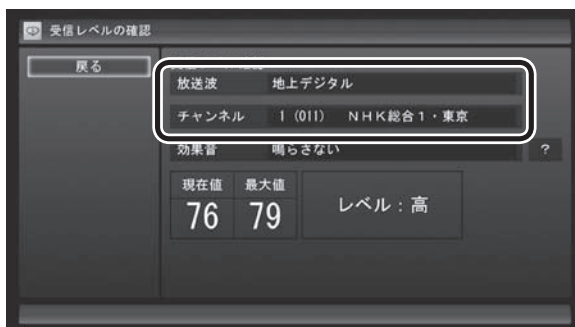 受信レベルの確認
戻る
放送波 地上デジタル
チャンネル 1 (011) NHK総合1・東京
効果音 鳴らさない ?
現在値 最大値
76 79 レベル:高